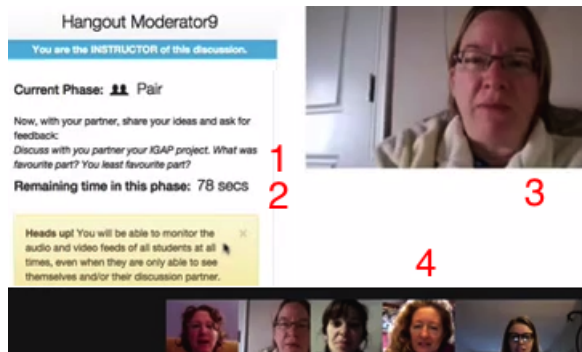 Hangout Moderator9
You are the INSTRUCTOR of this discussion.
Current Phase: Pair
Now, with your partner, share your ideas and ask for
feedback:
Discuss with you partner your IGAP project. What was
favourite part? You least favourite part?
1
Remaining time in this phase: 78 secs
2
3
Heads up! You will be able to monitor the
audio and video feeds of all students at all
times, even when they are only able to see
themselves and/or their discussion partner.
4